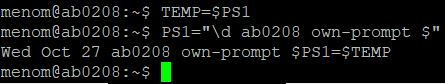 menom@ab0208:~$ TEMP=$PS1
menom@ab0208:~$ PS1="\d ab0208 own-prompt $"
Wed Oct 27 ab0208 own-prompt $PS1=$TEMP
menom@ab0208:~$